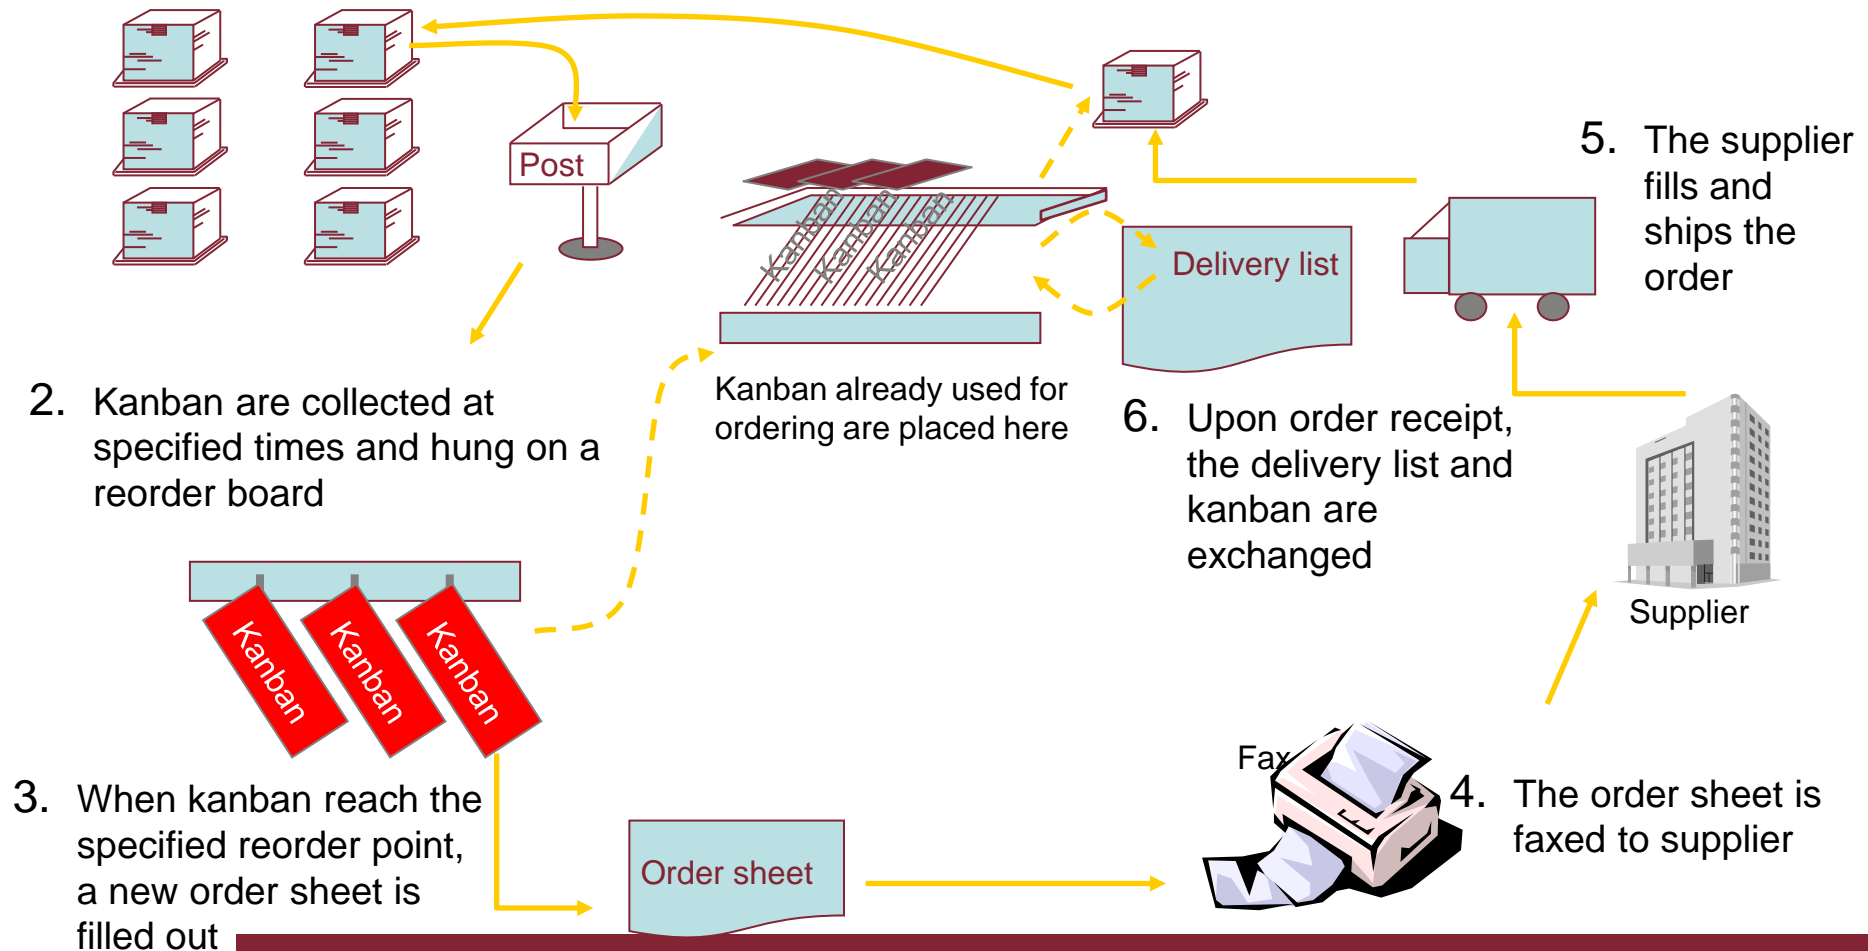 Post
Kanban
Kanban
Kanban
Delivery list
5. The supplier
fills and
ships the
order
Kanban already used for
ordering are placed here
2. Kanban are collected at
specified times and hung on a
reorder board
6. Upon order receipt,
the delivery list and
kanban are
exchanged
Supplier
Kanban
Kanban
Kanban
3. When kanban reach the
specified reorder point,
a new order sheet is
filled out
Order sheet
Fax
4. The order sheet is
faxed to supplier